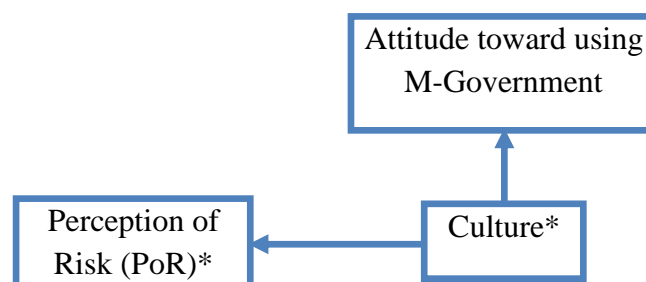 Attitude toward using
M-Government
Perception of
Risk (PoR)*
Culture*